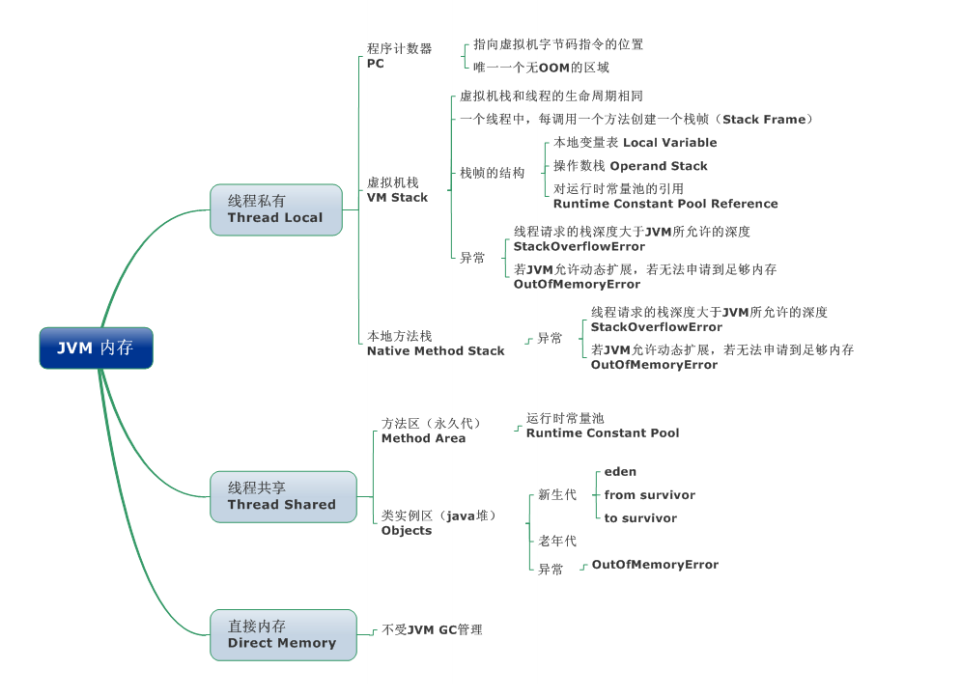 JVM 内存
线程私有
Thread Local
程序计数器
PC
指向虚拟机字节码指令的位置
唯一一个无OOM的区域
虚拟机栈
VM Stack
虚拟机栈和线程的生命周期相同
一个线程中，每调用一个方法创建一个栈帧（Stack Frame）
栈帧的结构
本地变量表 Local Variable
操作数栈 Operand Stack
对运行时常量池的引用
Runtime Constant Pool Reference
异常
线程请求的栈深度大于JVM所允许的深度
StackOverflowError
若JVM允许动态扩展，若无法申请到足够内存
OutOfMemoryError
本地方法栈
Native Method Stack
异常
线程请求的栈深度大于JVM所允许的深度
StackOverflowError
若JVM允许动态扩展，若无法申请到足够内存
OutOfMemoryError
线程共享
Thread Shared
方法区（永久代）
Method Area
运行时常量池
Runtime Constant Pool
类实例区（java堆）
Objects
新生代
eden
from survivor
to survivor
老年代
异常
OutOfMemoryError
直接内存
Direct Memory
不受JVM GC管理